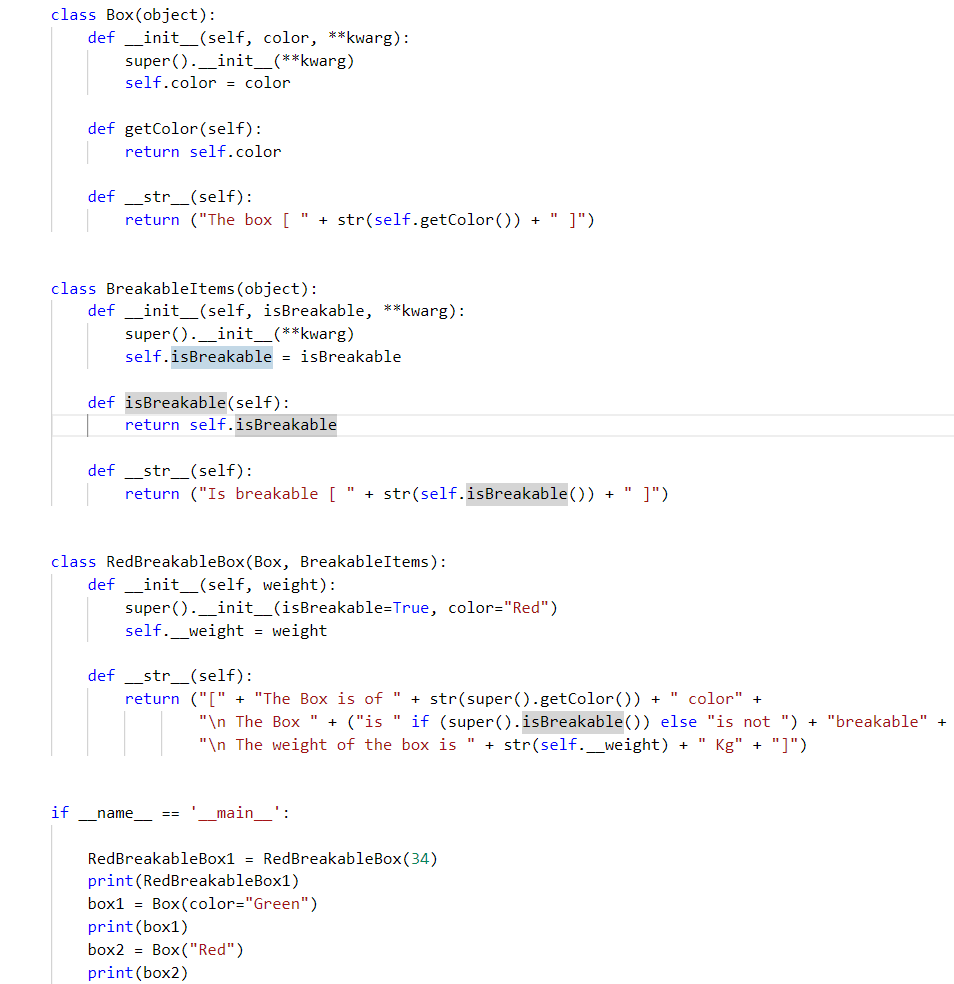 class Box(object):
    def __init__(self, color, **kwarg):
        super().__init__(**kwarg)
        self.color = color

    def getColor(self):
        return self.color

    def __str__(self):
        return ("The box [ " + str(self.getColor()) + " ]")


class BreakableItems(object):
    def __init__(self, isBreakable, **kwarg):
        super().__init__(**kwarg)
        self.isBreakable = isBreakable

    def isBreakable(self):
        return self.isBreakable

    def __str__(self):
        return ("Is breakable [ " + str(self.isBreakable()) + " ]")


class RedBreakableBox(Box, BreakableItems):
    def __init__(self, weight):
        super().__init__(isBreakable=True, color="Red")
        self.__weight = weight

    def __str__(self):
        return ("[" + "The Box is of " + str(super().getColor()) + " color" +
                "\n The Box " + ("is " if (super().isBreakable()) else "is not ") + "breakable" +
                "\n The weight of the box is " + str(self.__weight) + " Kg" + "]")


if __name__ == '__main__':

    RedBreakableBox1 = RedBreakableBox(34)
    print(RedBreakableBox1)
    box1 = Box(color="Green")
    print(box1)
    box2 = Box("Red")
    print(box2)